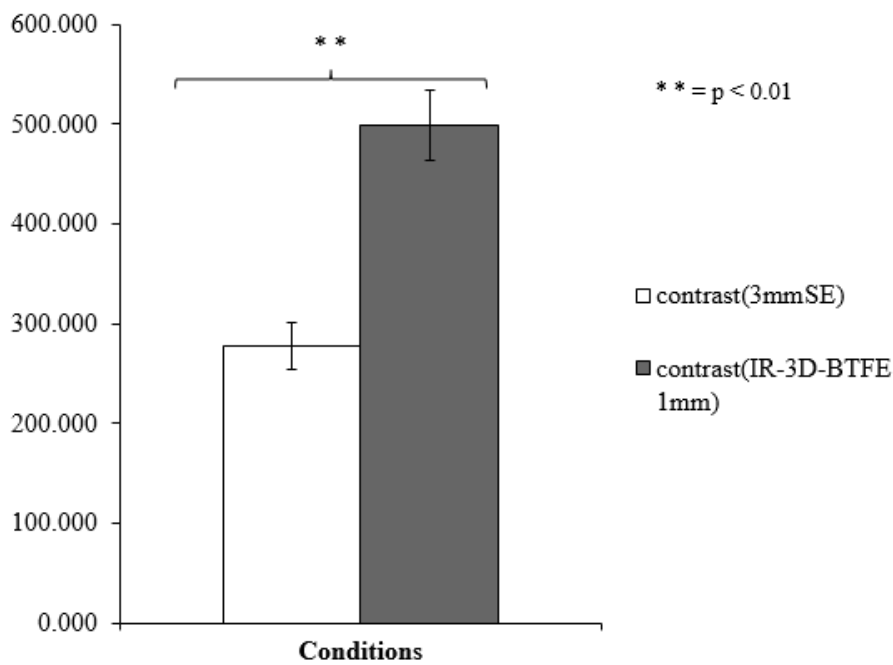 600.000
* *
* * = p < 0.01
500.000
400.000
300.000
contrast(3mmSE)
contrast(IR-3D-BTFE
1mm)
200.000
100.000
0.000
Conditions